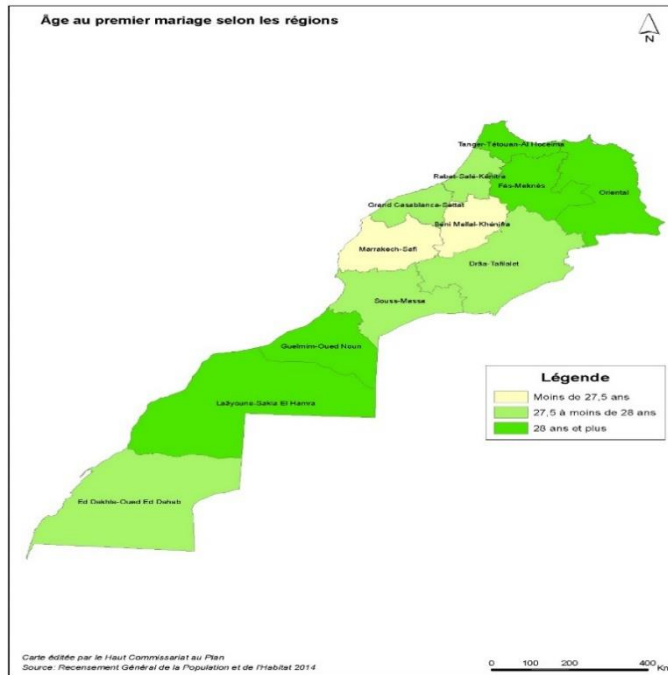 Âge au premier mariage selon les régions
N
Tanger-Tétouan-Al Hoceima
Rabat-Salé-Kénitra
Fès-Meknès
Oriental
Grand Casablanca-Settat
Béni Mellal-Khénifra
Marrakech-Safi
Drâa-Tafilalet
Souss-Massa
Guelmim-Oued Noun
Laâyoune-Sakia El Hamra
Ed Dakhla-Oued Ed Dahab
Légende
Moins de 27,5 ans
27,5 à moins de 28 ans
28 ans et plus
Carte éditée par le Haut Commissariat au Plan
Source: Recensement Général de la Population et de l'Habitat 2014
0 100 200 400
Km